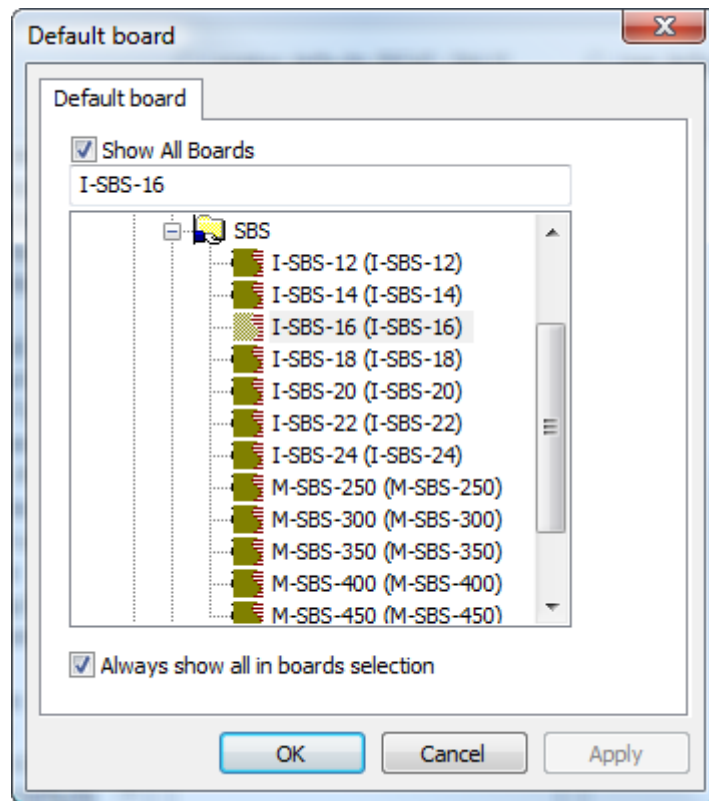 Default board
Default board
Show All Boards
I-SBS-16
SBS
I-SBS-12 (I-SBS-12)
I-SBS-14 (I-SBS-14)
I-SBS-16 (I-SBS-16)
I-SBS-18 (I-SBS-18)
I-SBS-20 (I-SBS-20)
I-SBS-22 (I-SBS-22)
I-SBS-24 (I-SBS-24)
M-SBS-250 (M-SBS-250)
M-SBS-300 (M-SBS-300)
M-SBS-350 (M-SBS-350)
M-SBS-400 (M-SBS-400)
M-SBS-450 (M-SBS-450)
Always show all in boards selection
OK Cancel Apply